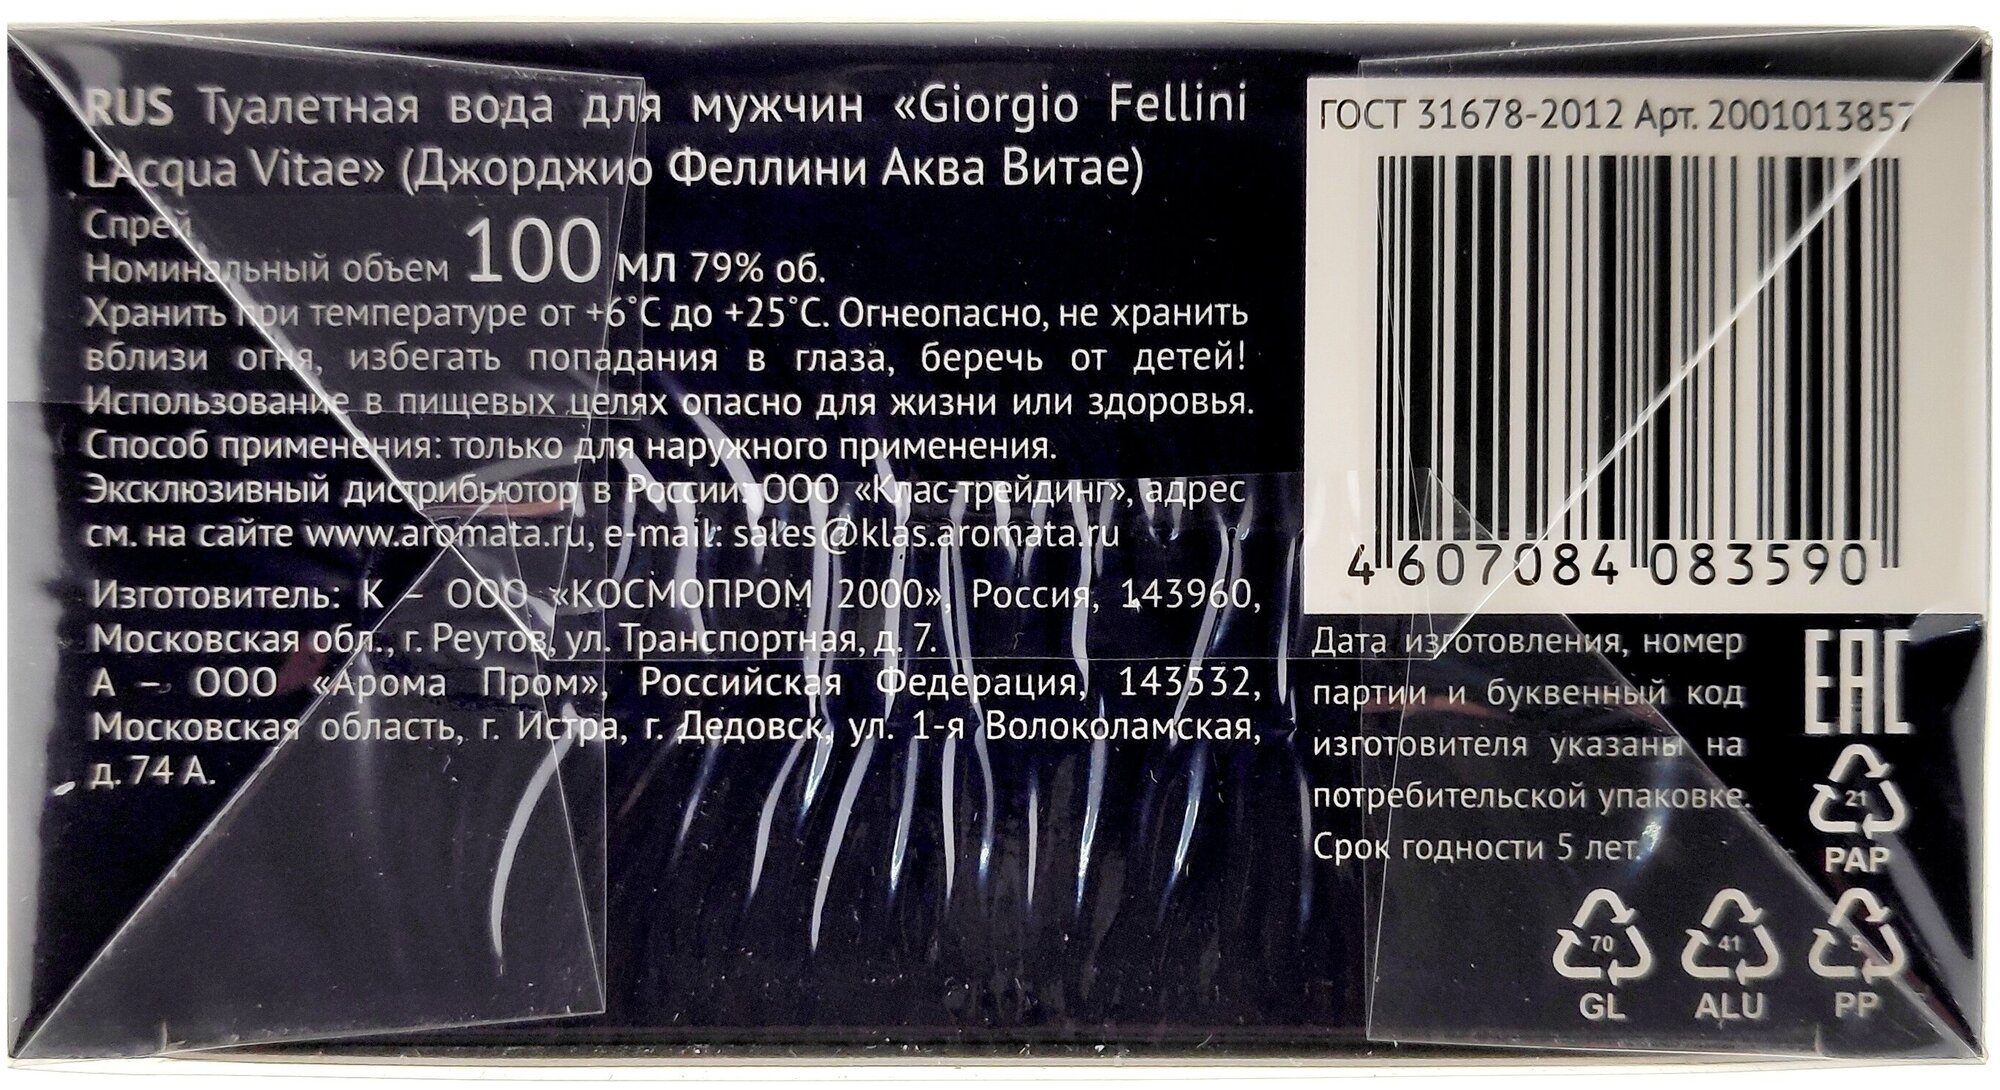 RUS Туалетная вода для мужчин «Giorgio Fellini
L'Acqua Vitae» (Джорджио Феллини Аква Витае)
Спрей,
Номинальный объем 100 мл 79% об.
Хранить при температуре от +6°С до +25°С. Огнеопасно, не хранить
вблизи огня, избегать попадания в глаза, беречь от детей!
Использование в пищевых целях опасно для жизни или здоровья.
Способ применения: только для наружного применения.
Эксклюзивный дистрибьютор в России: ООО «Клас-трейдинг», адрес
см. на сайте www.aromata.ru, e-mail: sales@klas.aromata.ru
Изготовитель: К – ООО «КОСМОПРОМ 2000», Россия, 143960,
Московская обл., г. Реутов, ул. Транспортная, д. 7.
А – ООО «Арома Пром», Российская Федерация, 143532,
Московская область, г. Истра, г. Дедовск, ул. 1-я Волоколамская,
д. 74 А.
ГОСТ 31678-2012 Арт. 2001013857
4 607084 083590
Дата изготовления, номер
партии и буквенный код
изготовителя указаны на
потребительской упаковке.
Срок годности 5 лет.
EAC
21
PAP
70
GL
41
ALU
5
PP